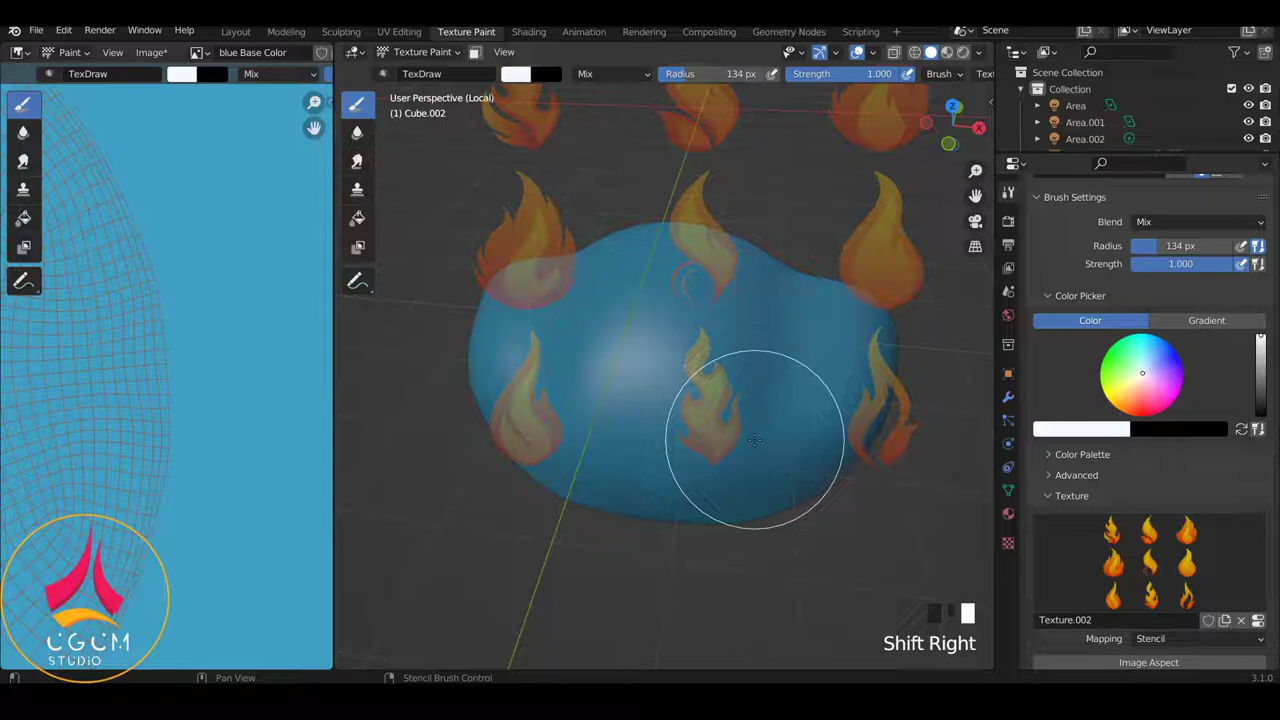 File Edit Render Window Help Layout Modeling Sculpting UV Editing Texture Paint Shading Animation Rendering Compositing Geometry Nodes Scripting Scene ViewLayer
Paint View Image* blue Base Color Texture Paint View
TexDraw Mix TexDraw Mix Radius 134 px Strength 1.000 Brush Text
User Perspective (Local)
(1) Cube.002
Z
X
Scene Collection
Collection
Area
Area.001
Area.002
Brush Settings
Blend Mix
Radius 134 px
Strength 1.000
Color Picker
Color Gradient
Color Palette
Advanced
Texture
Texture.002
Mapping Stencil
Image Aspect
Shift Right
CGCM
STUDIO
Pan View Stencil Brush Control 3.1.0